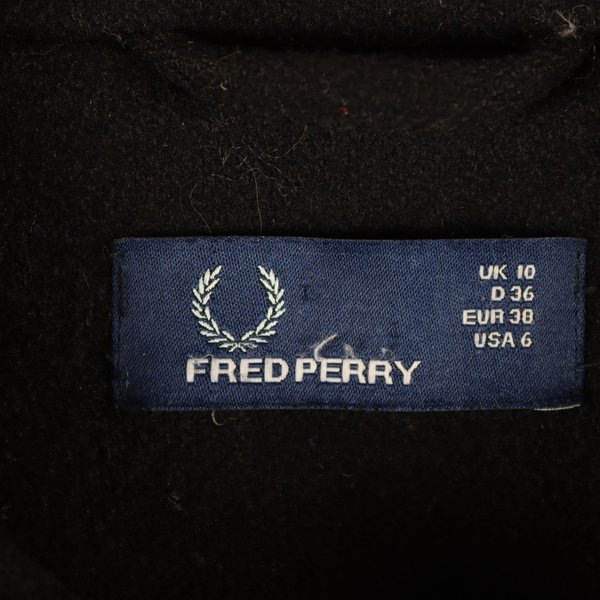 UK 10
D 36
EUR 38
USA 6
FRED PERRY